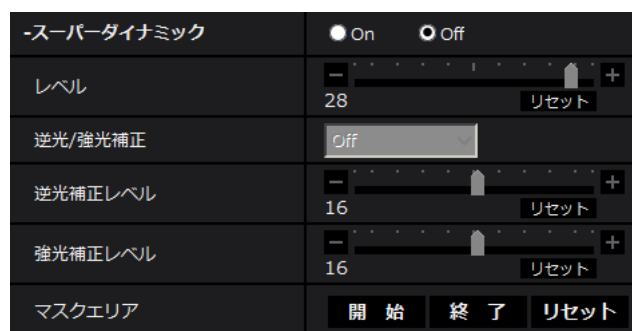 -スーパーダイナミック On Off
レベル - +
28 リセット
逆光/強光補正 Off
逆光補正レベル - +
16 リセット
強光補正レベル - +
16 リセット
マスクエリア 開 始 終 了 リセット